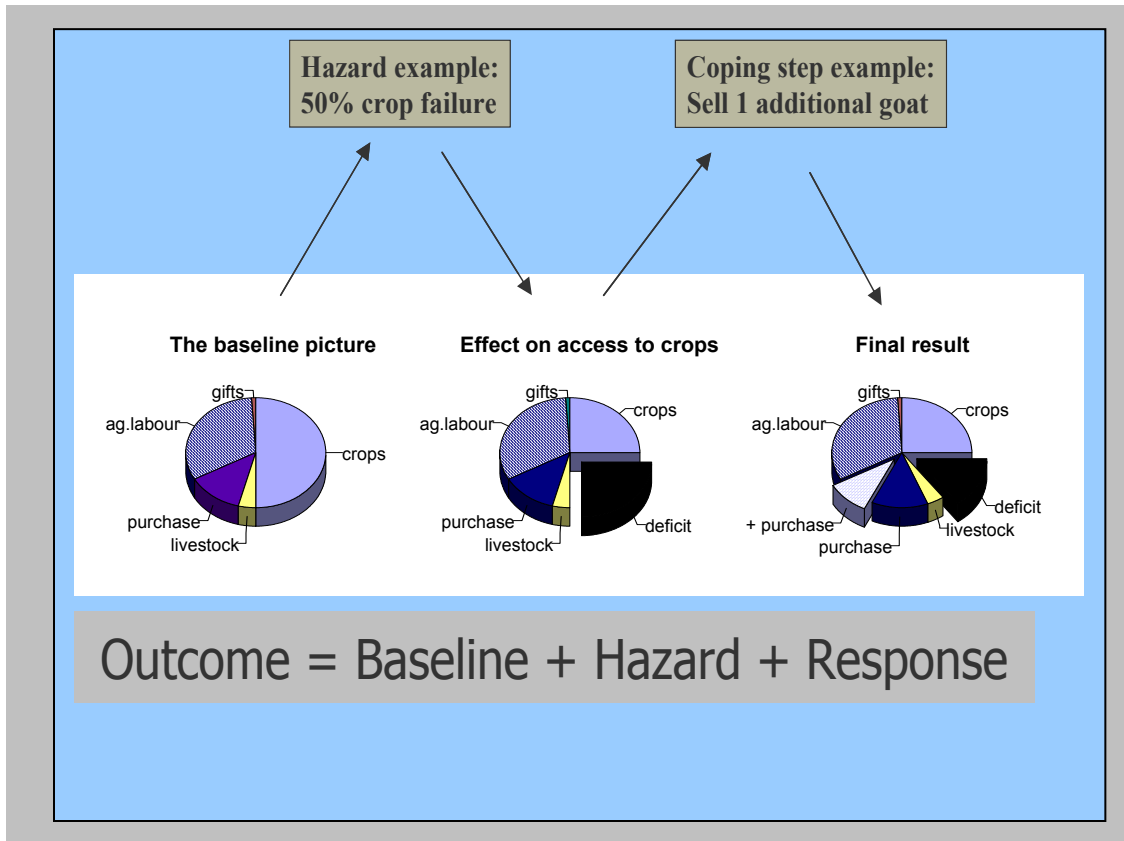 Hazard example:
50% crop failure
Coping step example:
Sell 1 additional goat
The baseline picture
gifts
ag.labour
crops
purchase
livestock
Effect on access to crops
gifts
crops
ag.labour
purchase
deficit
livestock
Final result
gifts
crops
ag.labour
deficit
+ purchase
livestock
purchase
Outcome = Baseline + Hazard + Response